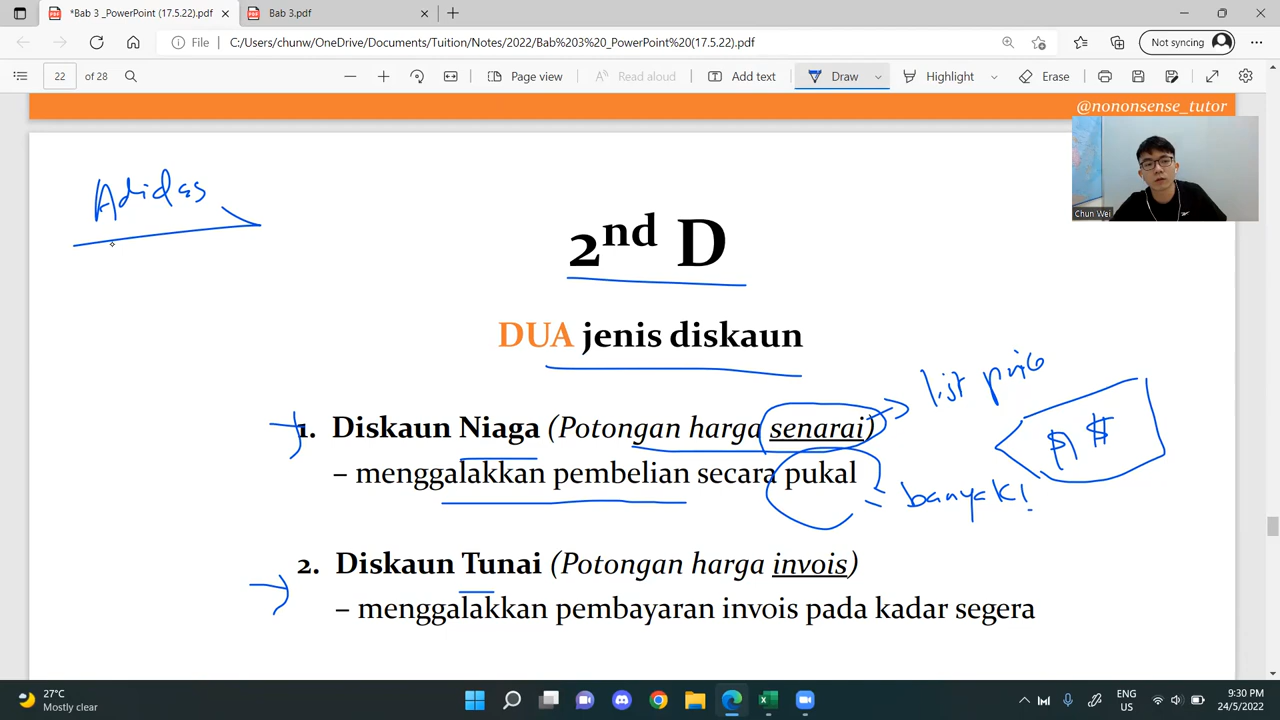 *Bab 3 _PowerPoint (17.5.22).pdf
Bab 3.pdf
File C:/Users/chunw/OneDrive/Documents/Tuition/Notes/2022/Bab%203%20_PowerPoint%20(17.5.22).pdf
Not syncing
22 of 28
Page view
Read aloud
Add text
Draw
Highlight
Erase
@nononsense_tutor
Chun Wei
Adidas
2nd D
DUA jenis diskaun
list price
1. Diskaun Niaga (Potongan harga senarai)
– menggalakkan pembelian secara pukal
banyak!
2. Diskaun Tunai (Potongan harga invois)
– menggalakkan pembayaran invois pada kadar segera
27°C
Mostly clear
ENG
US
9:30 PM
24/5/2022